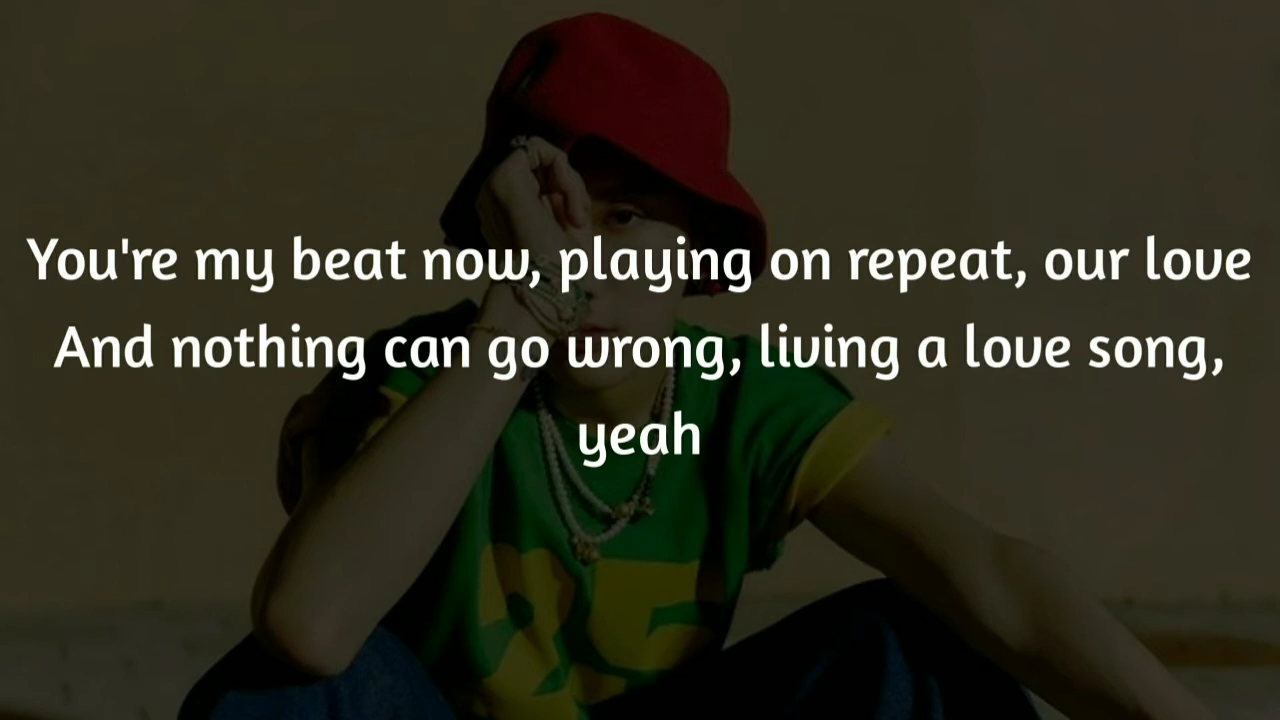 You're my beat now, playing on repeat, our love
And nothing can go wrong, living a love song,
yeah
85